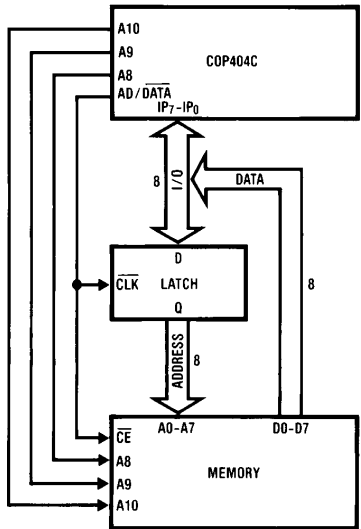 A10
A9
A8
AD/DATA
COP404C
IP7-IP0
8
I/O
DATA
8
D
CLK
LATCH
Q
ADDRESS
8
A0-A7
D0-D7
CE
A8
A9
A10
MEMORY